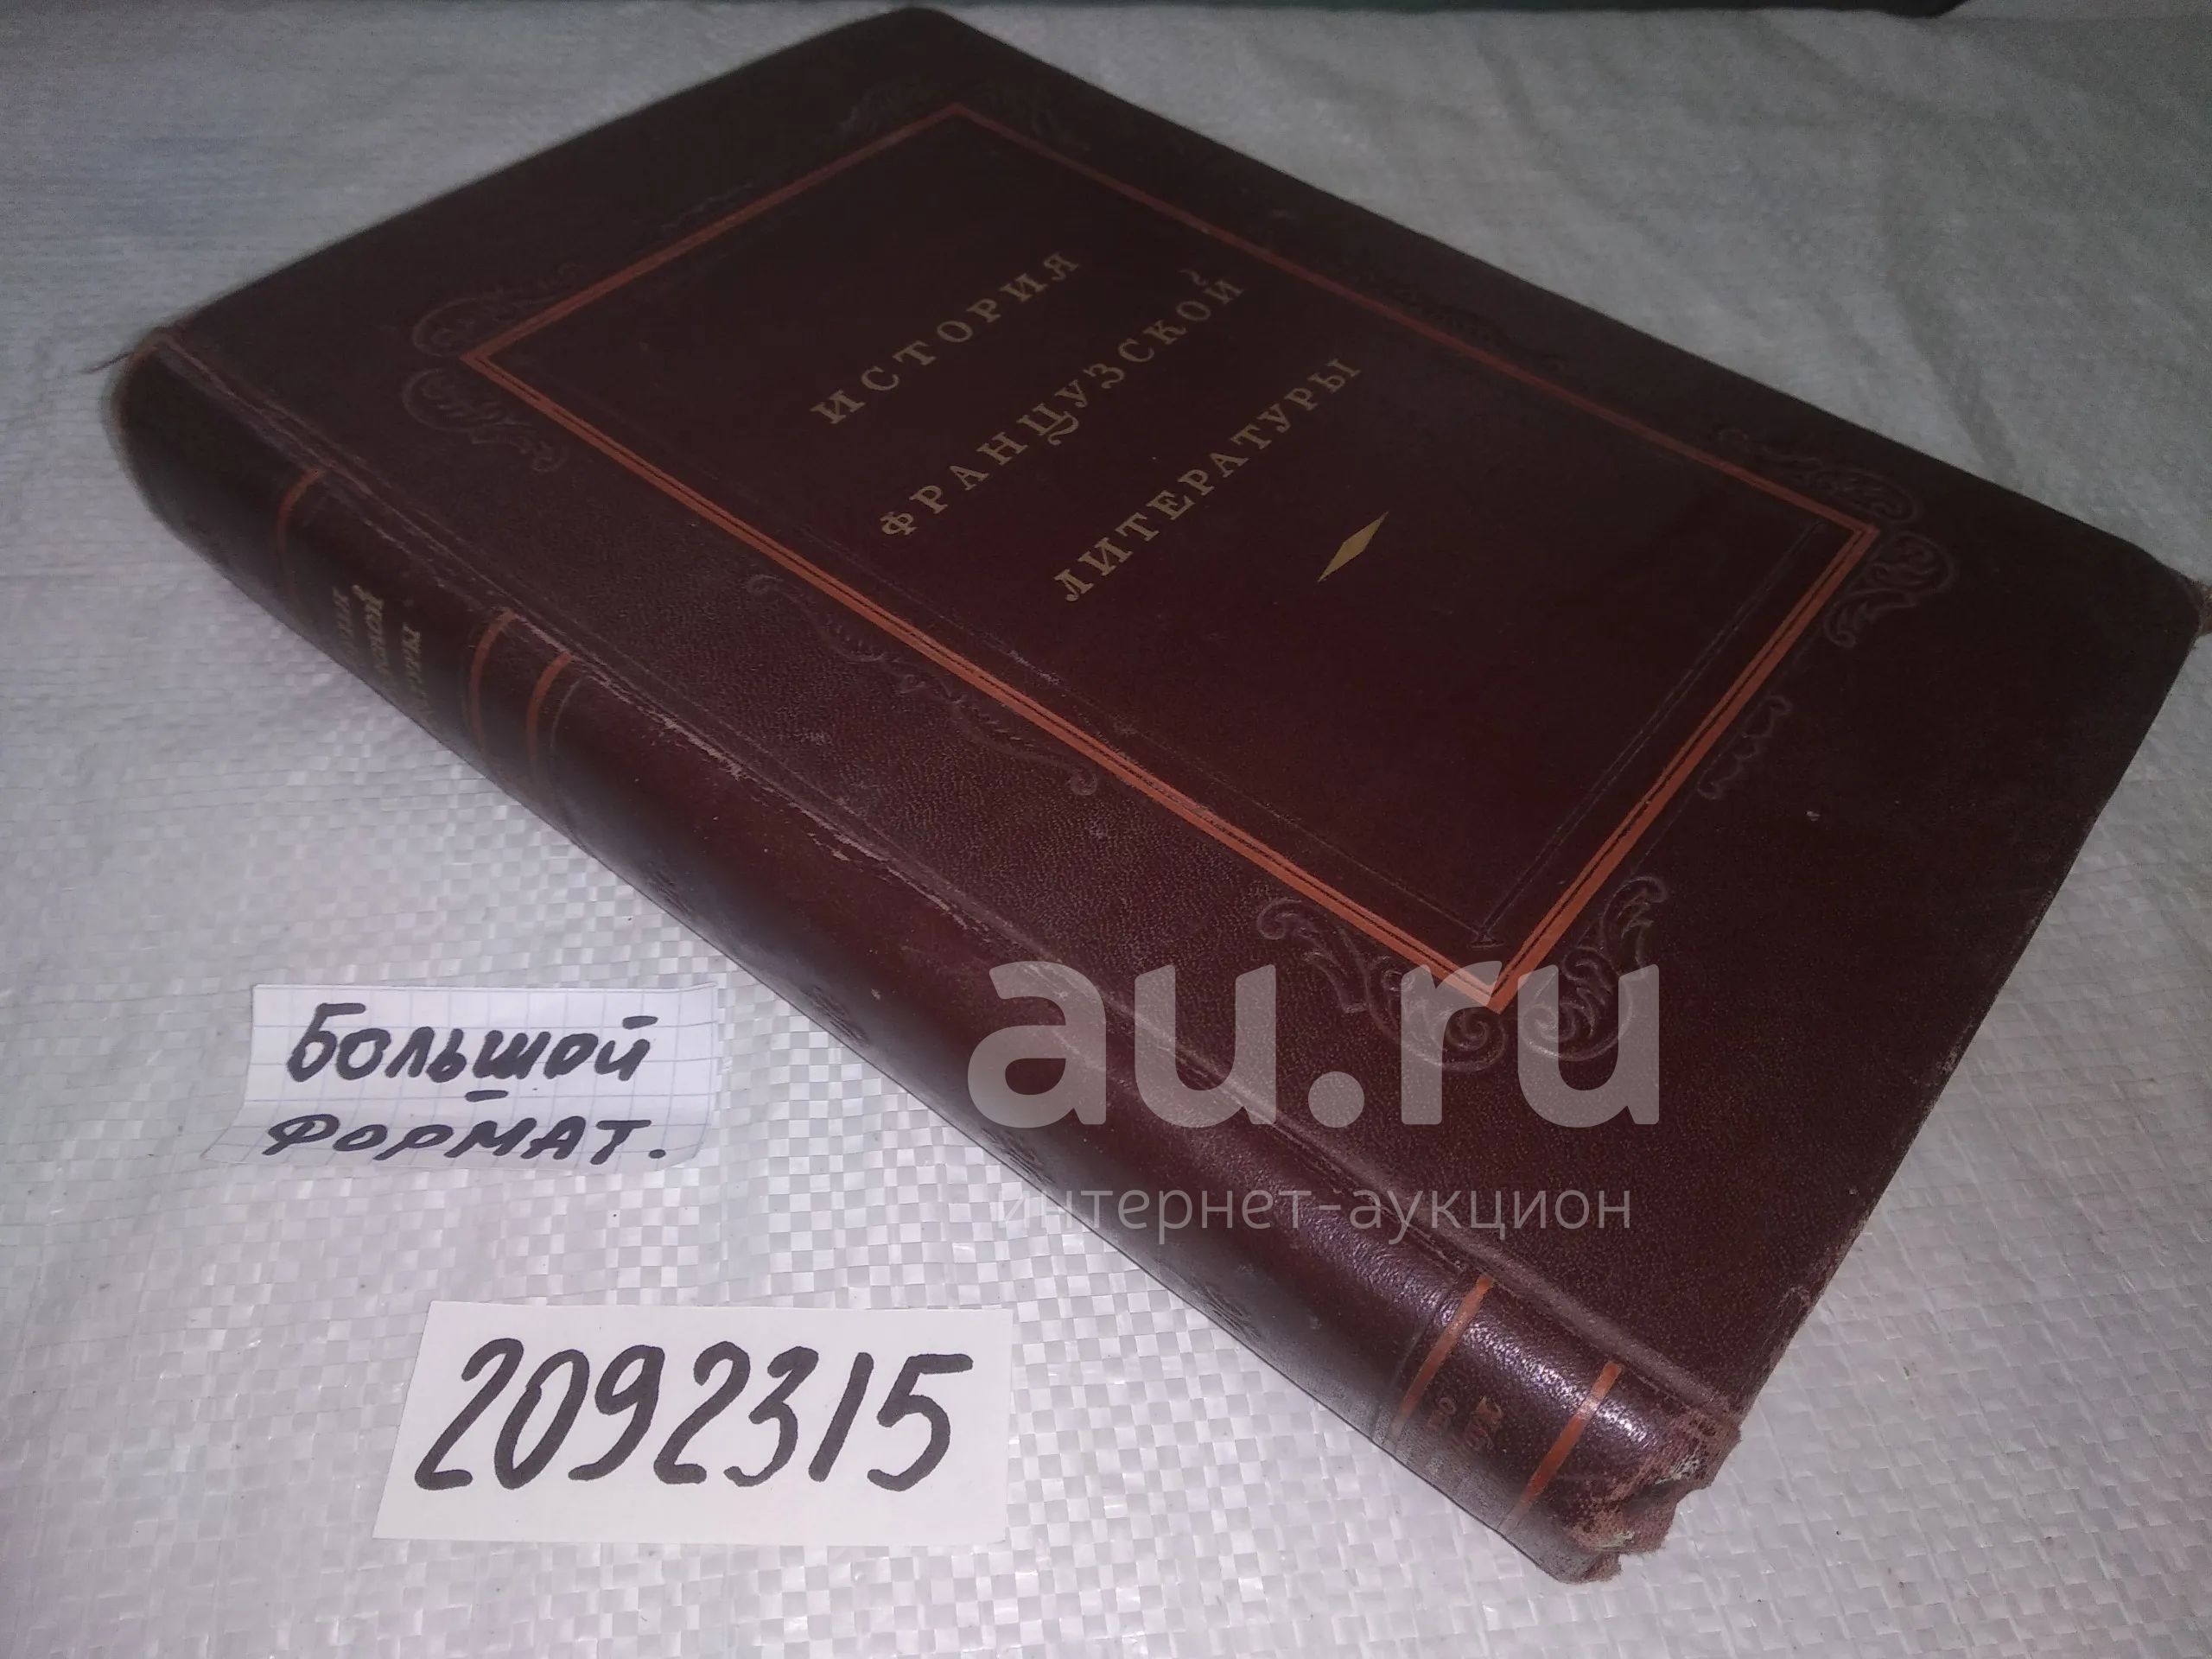 ИСТОРИЯ
ФРАНЦУЗСКОЙ
ЛИТЕРАТУРЫ
au.ru
интернет-аукцион
Большой
формат.
2092315